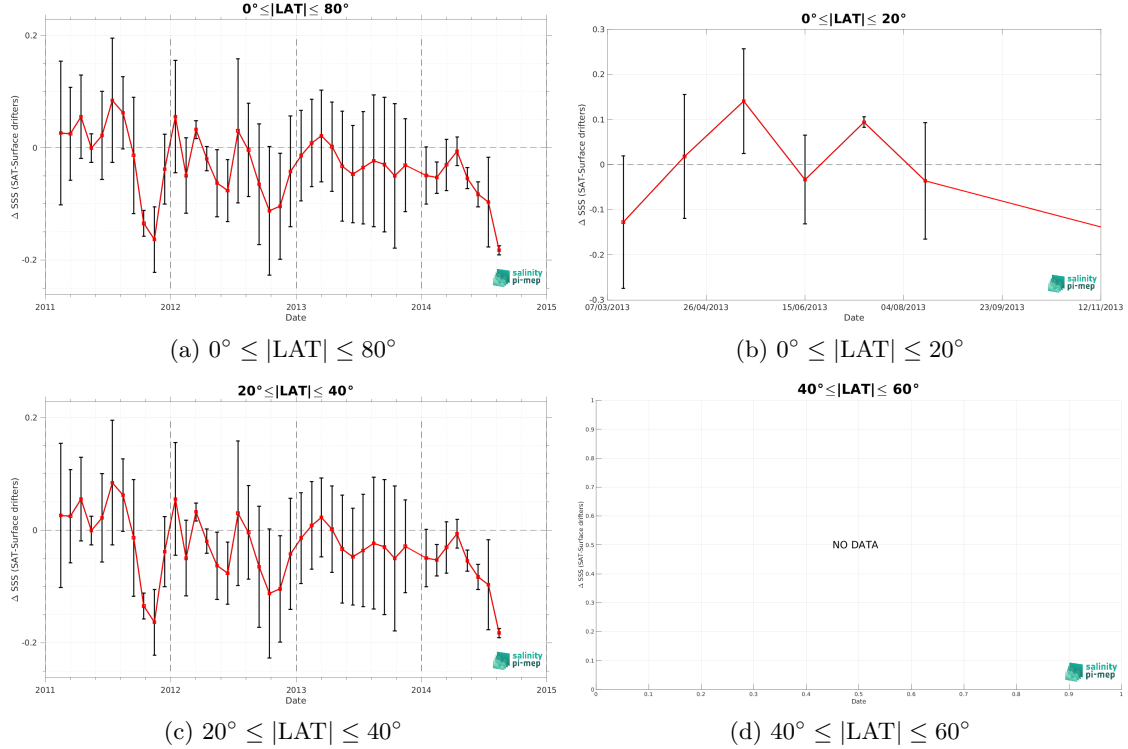 0°≤|LAT|≤ 80°
Δ SSS (SAT-Surface drifters)
0.2
0
-0.2
2011 2012 2013 2014 2015
Date
salinity
pi-mep
(a) 0° ≤ |LAT| ≤ 80°
0°≤|LAT|≤ 20°
Δ SSS (SAT-Surface drifters)
0.3
0.2
0.1
0
-0.1
-0.2
-0.3
07/03/2013 26/04/2013 15/06/2013 04/08/2013 23/09/2013 12/11/2013
Date
salinity
pi-mep
(b) 0° ≤ |LAT| ≤ 20°
20°≤|LAT|≤ 40°
Δ SSS (SAT-Surface drifters)
0.2
0
-0.2
2011 2012 2013 2014 2015
Date
salinity
pi-mep
(c) 20° ≤ |LAT| ≤ 40°
40°≤|LAT|≤ 60°
Δ SSS (SAT-Surface drifters)
1
0.9
0.8
0.7
0.6
0.5
0.4
0.3
0.2
0.1
0
NO DATA
0 0.1 0.2 0.3 0.4 0.5 0.6 0.7 0.8 0.9 1
Date
salinity
pi-mep
(d) 40° ≤ |LAT| ≤ 60°